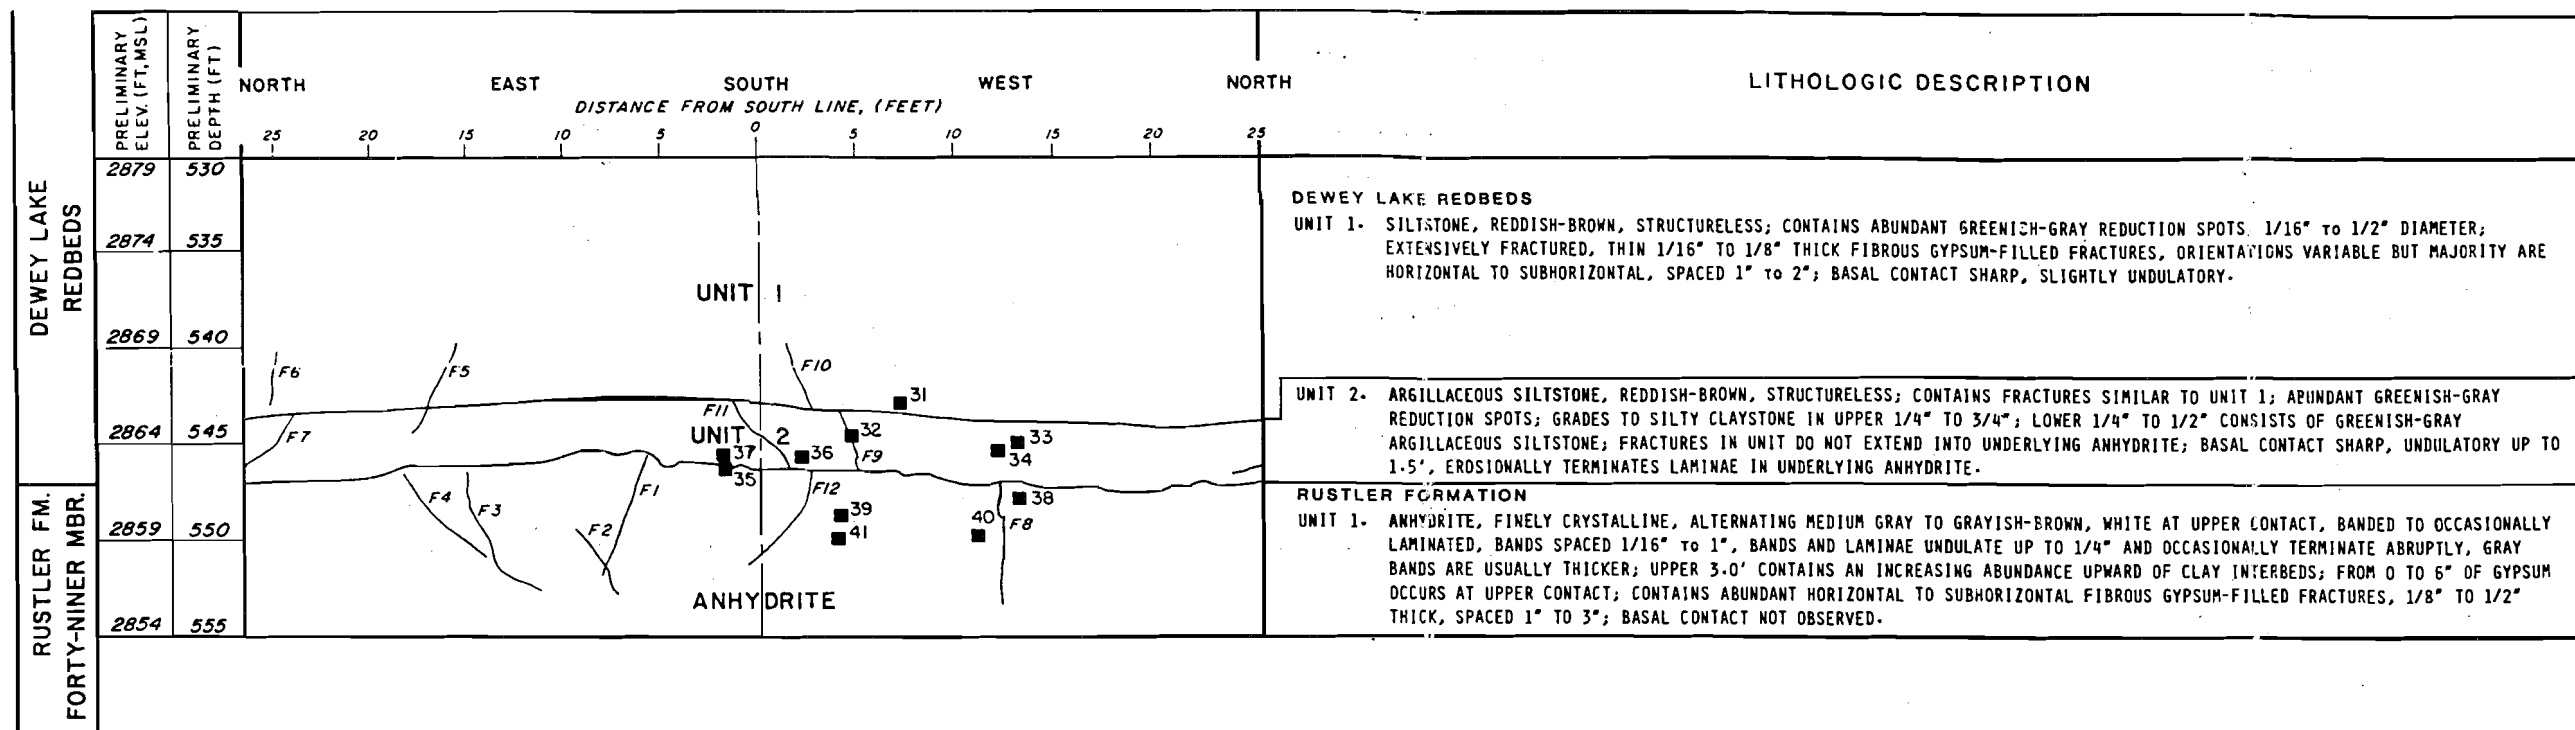 DEWEY LAKE
REDBEDS
RUSTLER FM.
FORTY-NINER MBR.
PRELIMINARY
ELEV. (FT, MSL)
PRELIMINARY
DEPTH (FT)
NORTH EAST SOUTH WEST NORTH
DISTANCE FROM SOUTH LINE, (FEET)
25 20 15 10 5 0 5 10 15 20 25
2879 530
2874 535
2869 540
2864 545
2859 550
2854 555
UNIT 1
F6 F5 F10
31
F11
F7 UNIT 2 32 33
37 36 F9 34
35
F4 F3 F1 F12 38
39 40 F8
F2 41
ANHYDRITE
LITHOLOGIC DESCRIPTION
DEWEY LAKE REDBEDS
UNIT 1. SILTSTONE, REDDISH-BROWN, STRUCTURELESS; CONTAINS ABUNDANT GREENISH-GRAY REDUCTION SPOTS, 1/16" TO 1/2" DIAMETER;
EXTENSIVELY FRACTURED, THIN 1/16" TO 1/8" THICK FIBROUS GYPSUM-FILLED FRACTURES, ORIENTATIONS VARIABLE BUT MAJORITY ARE
HORIZONTAL TO SUBHORIZONTAL, SPACED 1" TO 2"; BASAL CONTACT SHARP, SLIGHTLY UNDULATORY.
UNIT 2. ARGILLACEOUS SILTSTONE, REDDISH-BROWN, STRUCTURELESS; CONTAINS FRACTURES SIMILAR TO UNIT 1; ABUNDANT GREENISH-GRAY
REDUCTION SPOTS; GRADES TO SILTY CLAYSTONE IN UPPER 1/4" TO 3/4"; LOWER 1/4" TO 1/2" CONSISTS OF GREENISH-GRAY
ARGILLACEOUS SILTSTONE; FRACTURES IN UNIT DO NOT EXTEND INTO UNDERLYING ANHYDRITE; BASAL CONTACT SHARP, UNDULATORY UP TO
1.5', EROSIONALLY TERMINATES LAMINAE IN UNDERLYING ANHYDRITE.
RUSTLER FORMATION
UNIT 1. ANHYDRITE, FINELY CRYSTALLINE, ALTERNATING MEDIUM GRAY TO GRAYISH-BROWN, WHITE AT UPPER CONTACT, BANDED TO OCCASIONALLY
LAMINATED, BANDS SPACED 1/16" TO 1", BANDS AND LAMINAE UNDULATE UP TO 1/4" AND OCCASIONALLY TERMINATE ABRUPTLY, GRAY
BANDS ARE USUALLY THICKER; UPPER 3.0' CONTAINS AN INCREASING ABUNDANCE UPWARD OF CLAY INTERBEDS; FROM 0 TO 6" OF GYPSUM
OCCURS AT UPPER CONTACT; CONTAINS ABUNDANT HORIZONTAL TO SUBHORIZONTAL FIBROUS GYPSUM-FILLED FRACTURES, 1/8" TO 1/2"
THICK, SPACED 1" TO 3"; BASAL CONTACT NOT OBSERVED.